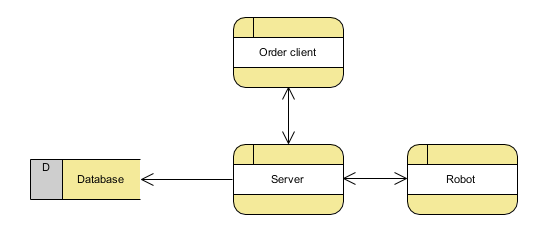 Order client
D
Database
Server
Robot